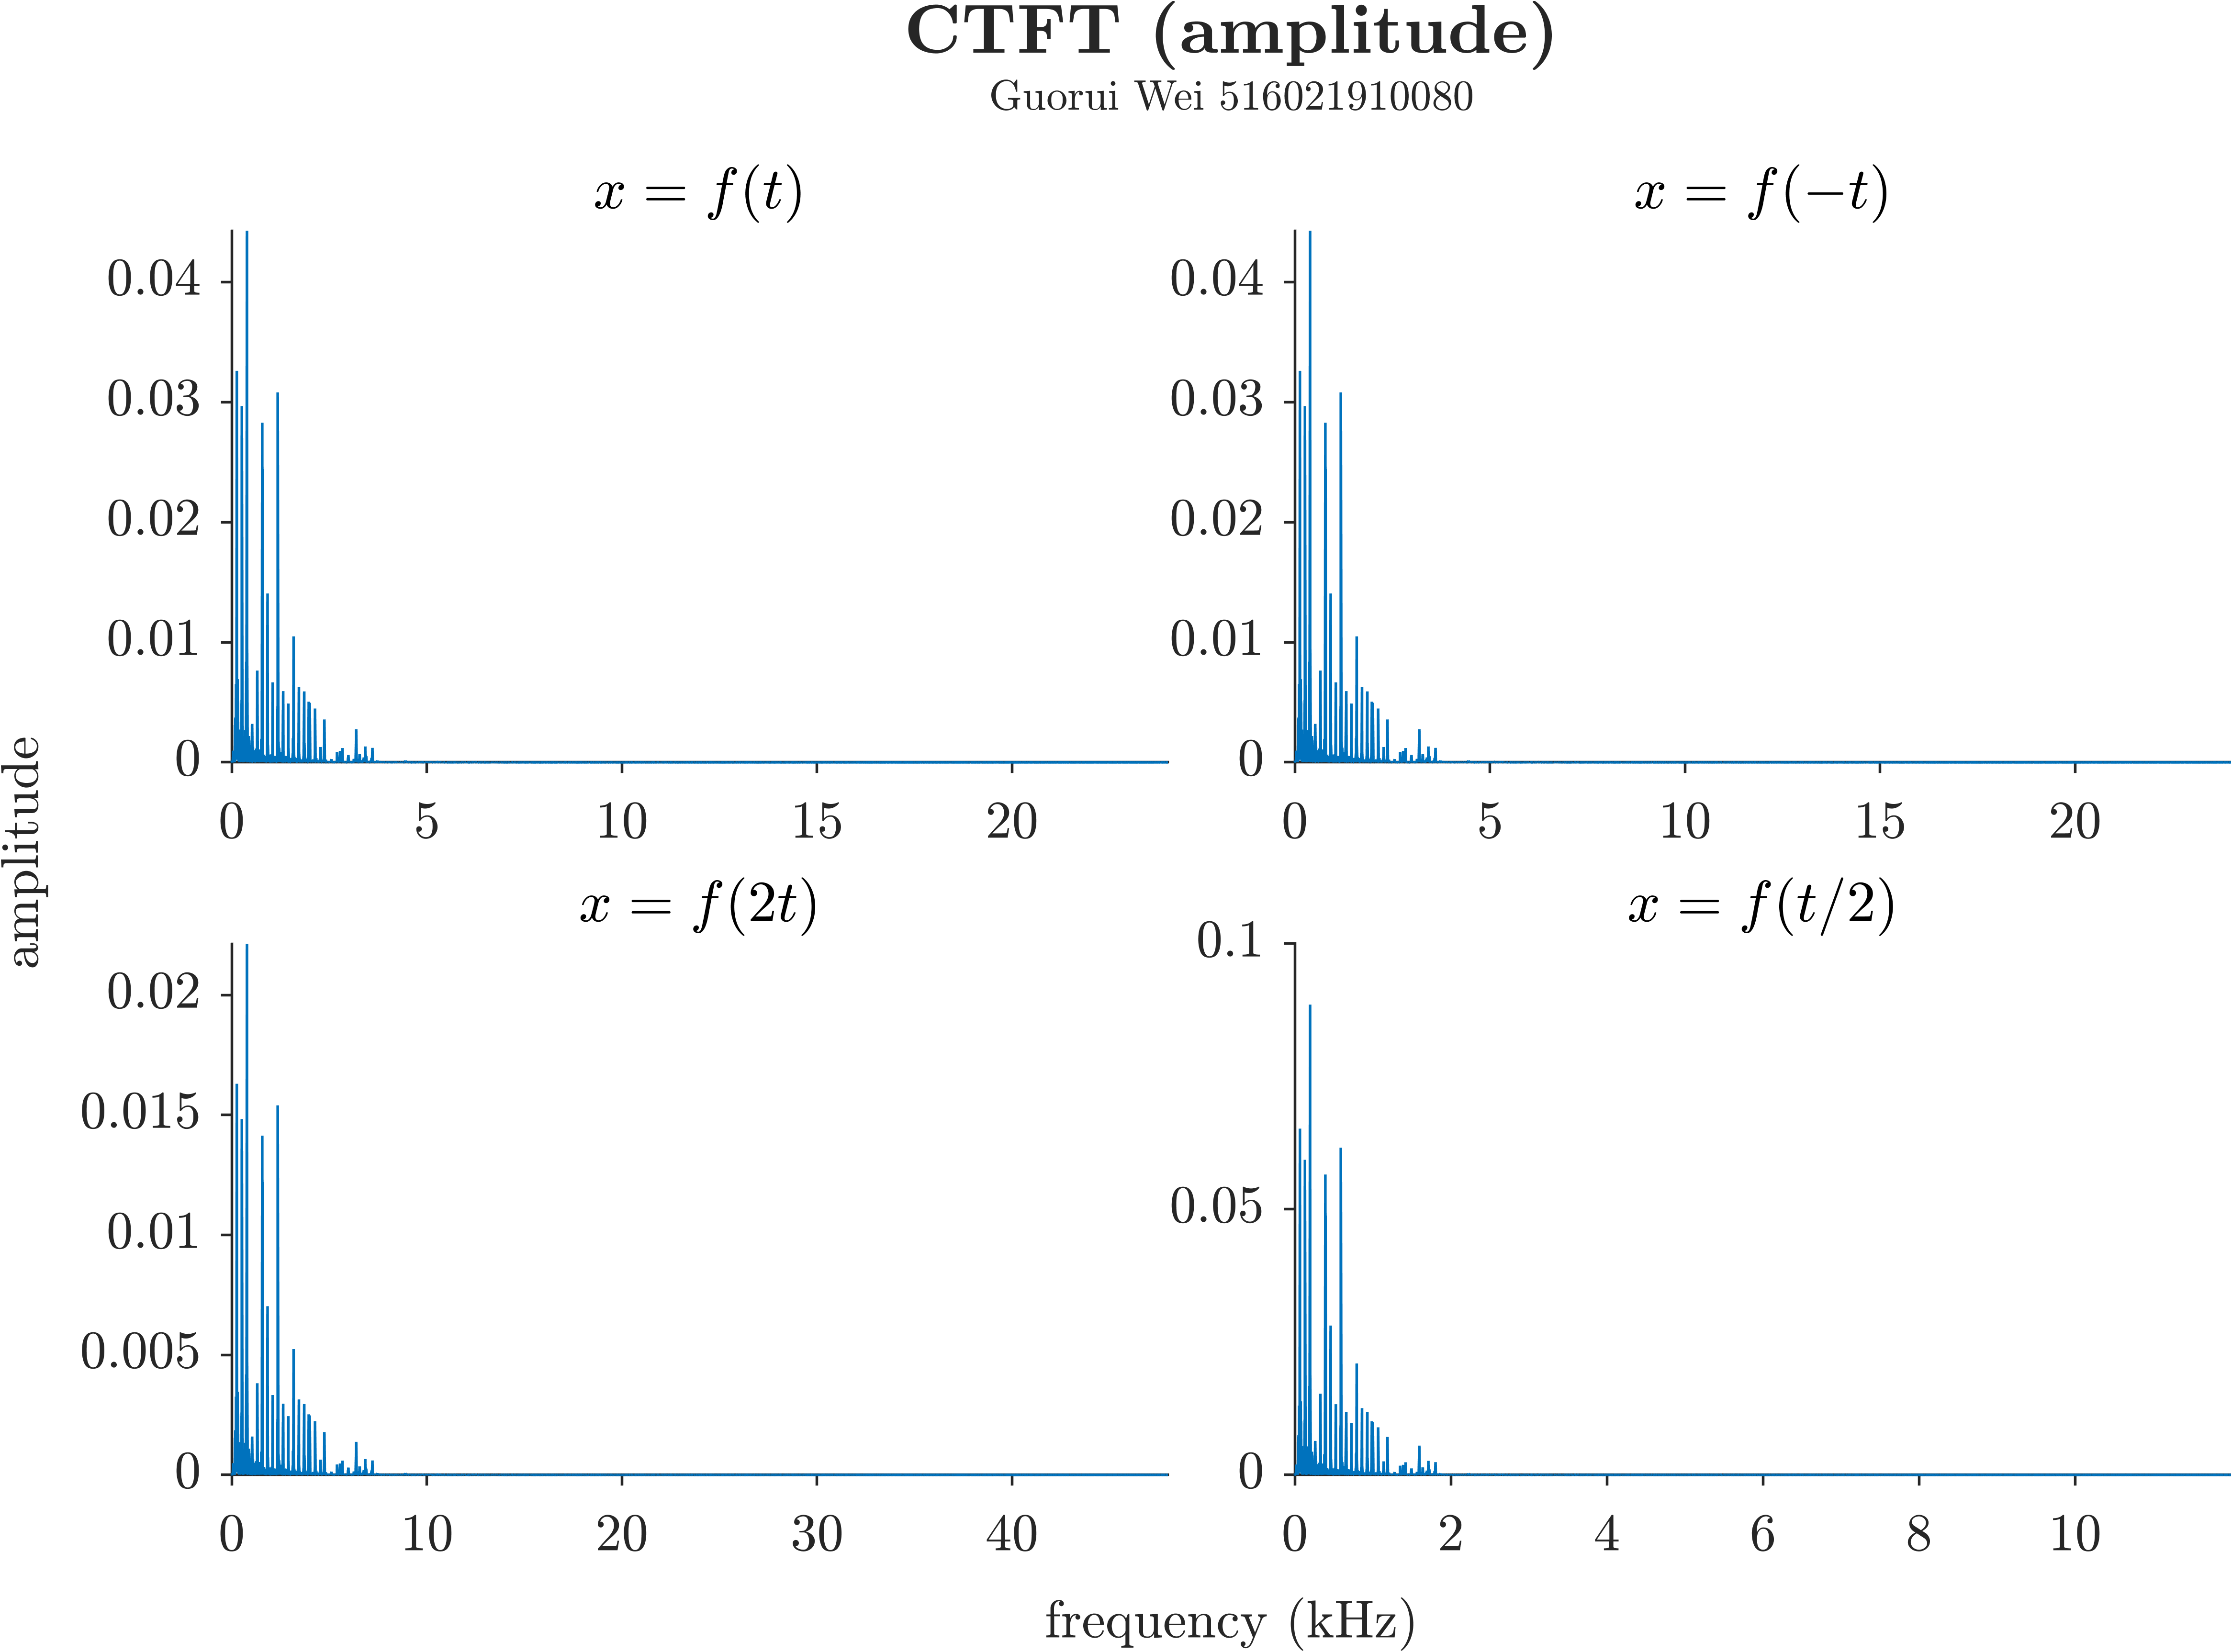 CTFT (amplitude)
Guorui Wei 516021910080
x = f(t)
0.04
0.03
0.02
0.01
0
0 5 10 15 20
x = f(−t)
0.04
0.03
0.02
0.01
0
0 5 10 15 20
amplitude
x = f(2t)
0.02
0.015
0.01
0.005
0
0 10 20 30 40
x = f(t/2)
0.1
0.05
0
0 2 4 6 8 10
frequency (kHz)